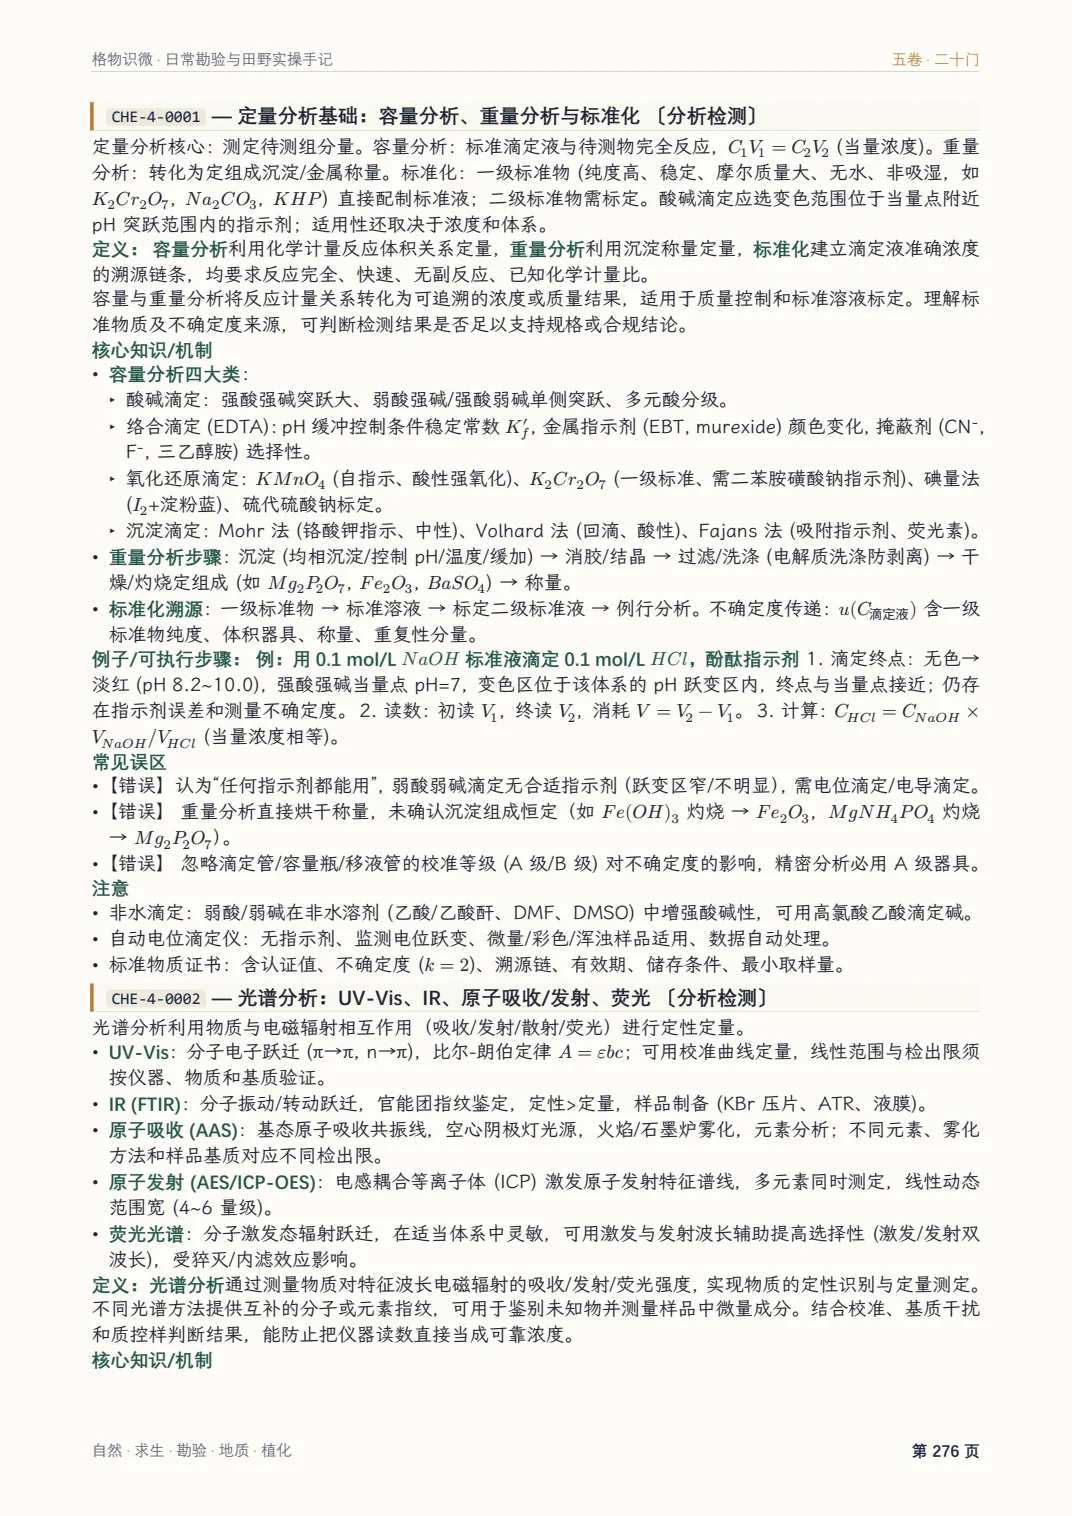 格物识微 · 日常勘验与田野实操手记
五卷 · 二十门
CHE-4-0001 — 定量分析基础：容量分析、重量分析与标准化 〔分析检测〕
定量分析核心：测定待测组分量。容量分析：标准滴定液与待测物完全反应，C₁V₁ = C₂V₂ (当量浓度)。重量
分析：转化为定组成沉淀/金属称量。标准化：一级标准物 (纯度高、稳定、摩尔质量大、无水、非吸湿，如
K₂Cr₂O₇，Na₂CO₃，KHP) 直接配制标准液；二级标准物需标定。酸碱滴定应选变色范围位于当量点附近
pH 突跃范围内的指示剂；适用性还取决于浓度和体系。
定义： 容量分析利用化学计量反应体积关系定量，重量分析利用沉淀称量定量，标准化建立滴定液准确浓度
的溯源链条，均要求反应完全、快速、无副反应、已知化学计量比。
容量与重量分析将反应计量关系转化为可追溯的浓度或质量结果，适用于质量控制和标准溶液标定。理解标
准物质及不确定度来源，可判断检测结果是否足以支持规格或合规结论。
核心知识/机制
• 容量分析四大类：
‣ 酸碱滴定：强酸强碱突跃大、弱酸强碱/强酸弱碱单侧突跃、多元酸分级。
‣ 络合滴定 (EDTA)：pH 缓冲控制条件稳定常数 K′f, 金属指示剂 (EBT, murexide) 颜色变化, 掩蔽剂 (CN⁻,
F⁻, 三乙醇胺) 选择性。
‣ 氧化还原滴定：KMnO₄ (自指示、酸性强氧化)、K₂Cr₂O₇ (一级标准、需二苯胺磺酸钠指示剂)、碘量法
(I₂+淀粉蓝)、硫代硫酸钠标定。
‣ 沉淀滴定：Mohr 法 (铬酸钾指示、中性)、Volhard 法 (回滴、酸性)、Fajans 法 (吸附指示剂、荧光素)。
• 重量分析步骤：沉淀 (均相沉淀/控制 pH/温度/缓加) → 消胶/结晶 → 过滤/洗涤 (电解质洗涤防剥离) → 干
燥/灼烧定组成 (如 Mg₂P₂O₇, Fe₂O₃, BaSO₄) → 称量。
• 标准化溯源：一级标准物 → 标准溶液 → 标定二级标准液 → 例行分析。不确定度传递：u(C滴定液) 含一级
标准物纯度、体积器具、称量、重复性分量。
例子/可执行步骤： 例：用 0.1 mol/L NaOH 标准液滴定 0.1 mol/L HCl，酚酞指示剂 1. 滴定终点：无色→
淡红 (pH 8.2~10.0)，强酸强碱当量点 pH=7，变色区位于该体系的 pH 跃变区内，终点与当量点接近；仍存
在指示剂误差和测量不确定度。2. 读数：初读 V₁，终读 V₂，消耗 V = V₂ − V₁。3. 计算：C_HCl = C_NaOH ×
V_NaOH/V_HCl (当量浓度相等)。
常见误区
•【错误】认为“任何指示剂都能用”, 弱酸弱碱滴定无合适指示剂 (跃变区窄/不明显), 需电位滴定/电导滴定。
•【错误】 重量分析直接烘干称量，未确认沉淀组成恒定（如 Fe(OH)₃ 灼烧 → Fe₂O₃，MgNH₄PO₄ 灼烧
→ Mg₂P₂O₇）。
•【错误】 忽略滴定管/容量瓶/移液管的校准等级 (A 级/B 级) 对不确定度的影响，精密分析必用 A 级器具。
注意
• 非水滴定：弱酸/弱碱在非水溶剂 (乙酸/乙酸酐、DMF、DMSO) 中增强酸碱性，可用高氯酸乙酸滴定碱。
• 自动电位滴定仪：无指示剂、监测电位跃变、微量/彩色/浑浊样品适用、数据自动处理。
• 标准物质证书：含认证值、不确定度 (k = 2)、溯源链、有效期、储存条件、最小取样量。
CHE-4-0002 — 光谱分析：UV-Vis、IR、原子吸收/发射、荧光 〔分析检测〕
光谱分析利用物质与电磁辐射相互作用（吸收/发射/散射/荧光）进行定性定量。
• UV-Vis：分子电子跃迁 (π→π, n→π)，比尔-朗伯定律 A = εbc；可用校准曲线定量，线性范围与检出限须
按仪器、物质和基质验证。
• IR (FTIR)：分子振动/转动跃迁，官能团指纹鉴定，定性>定量，样品制备 (KBr 压片、ATR、液膜)。
• 原子吸收 (AAS)：基态原子吸收共振线，空心阴极灯光源，火焰/石墨炉雾化，元素分析；不同元素、雾化
方法和样品基质对应不同检出限。
• 原子发射 (AES/ICP-OES)：电感耦合等离子体 (ICP) 激发原子发射特征谱线，多元素同时测定，线性动态
范围宽 (4~6 量级)。
• 荧光光谱：分子激发态辐射跃迁，在适当体系中灵敏，可用激发与发射波长辅助提高选择性 (激发/发射双
波长)，受猝灭/内滤效应影响。
定义：光谱分析通过测量物质对特征波长电磁辐射的吸收/发射/荧光强度, 实现物质的定性识别与定量测定。
不同光谱方法提供互补的分子或元素指纹，可用于鉴别未知物并测量样品中微量成分。结合校准、基质干扰
和质控样判断结果，能防止把仪器读数直接当成可靠浓度。
核心知识/机制
自然 · 求生 · 勘验 · 地质 · 植化
第 276 页